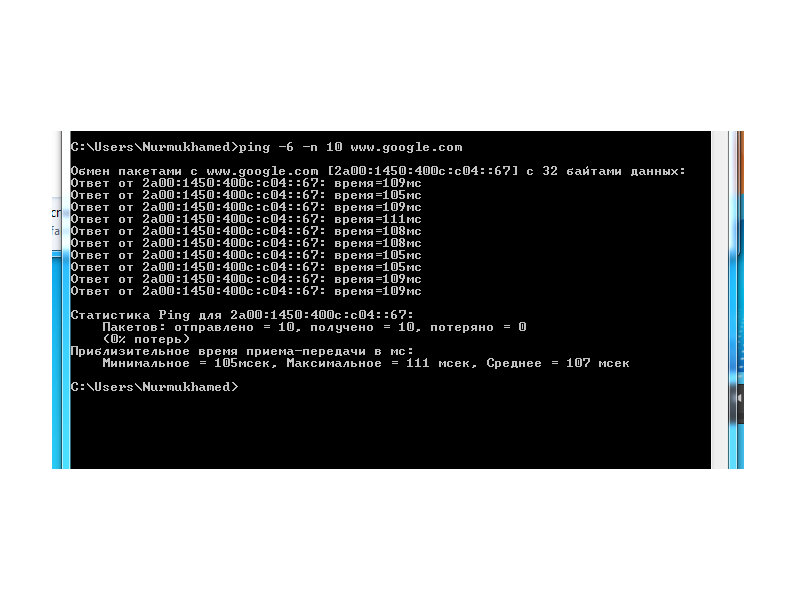 C:\Users\Nurmukhamed>ping -6 -n 10 www.google.com
Обмен пакетами с www.google.com [2a00:1450:400c:c04::67] с 32 байтами данных:
Ответ от 2a00:1450:400c:c04::67: время=109мс
Ответ от 2a00:1450:400c:c04::67: время=105мс
Ответ от 2a00:1450:400c:c04::67: время=109мс
Ответ от 2a00:1450:400c:c04::67: время=111мс
Ответ от 2a00:1450:400c:c04::67: время=108мс
Ответ от 2a00:1450:400c:c04::67: время=108мс
Ответ от 2a00:1450:400c:c04::67: время=105мс
Ответ от 2a00:1450:400c:c04::67: время=105мс
Ответ от 2a00:1450:400c:c04::67: время=109мс
Ответ от 2a00:1450:400c:c04::67: время=109мс
Статистика Ping для 2a00:1450:400c:c04::67:
Пакетов: отправлено = 10, получено = 10, потеряно = 0
(0% потерь)
Приблизительное время приема-передачи в мс:
Минимальное = 105мсек, Максимальное = 111 мсек, Среднее = 107 мсек
C:\Users\Nurmukhamed>